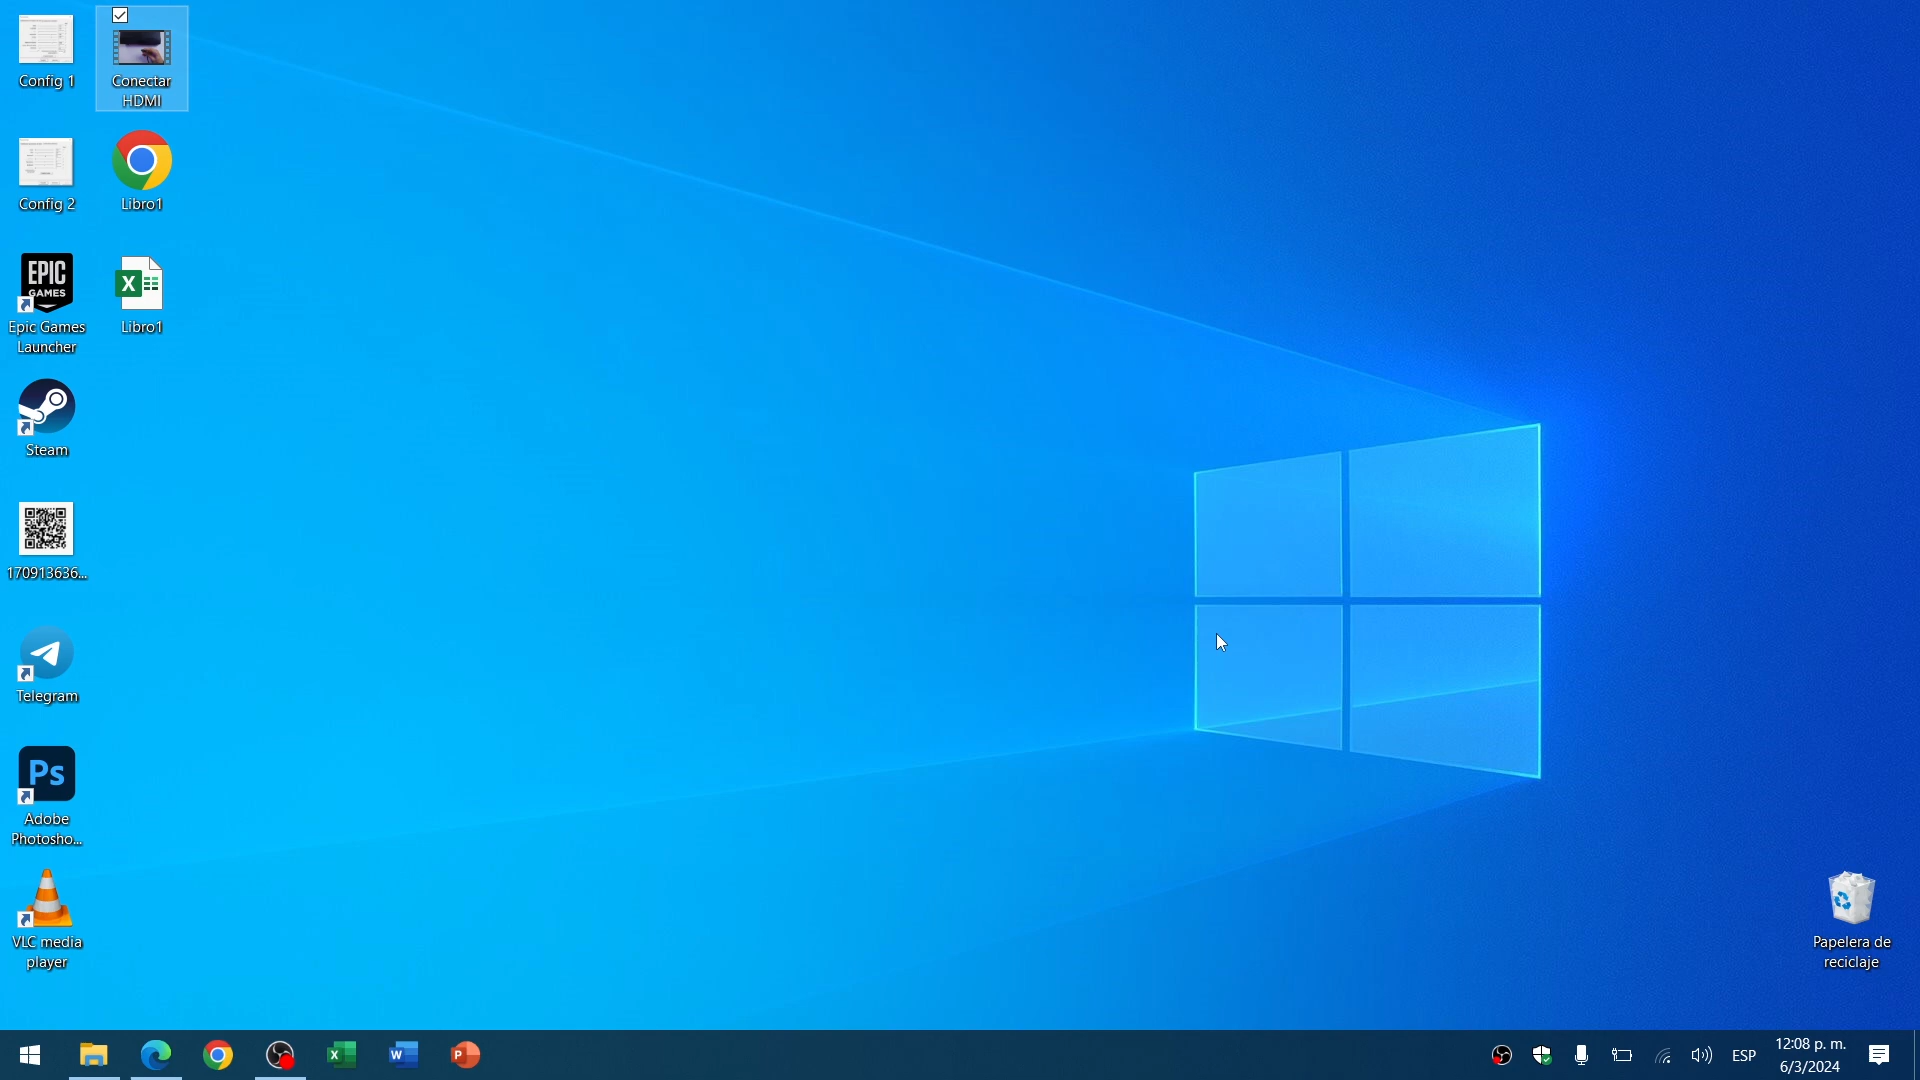 Config 1
Conectar
HDMI
Config 2
Libro1
EPIC
GAMES
Epic Games
Launcher
X
Libro1
Steam
170913636...
Telegram
Ps
Adobe
Photosho...
VLC media
player
Papelera de
reciclaje
X
W
P
ESP
12:08 p. m.
6/3/2024